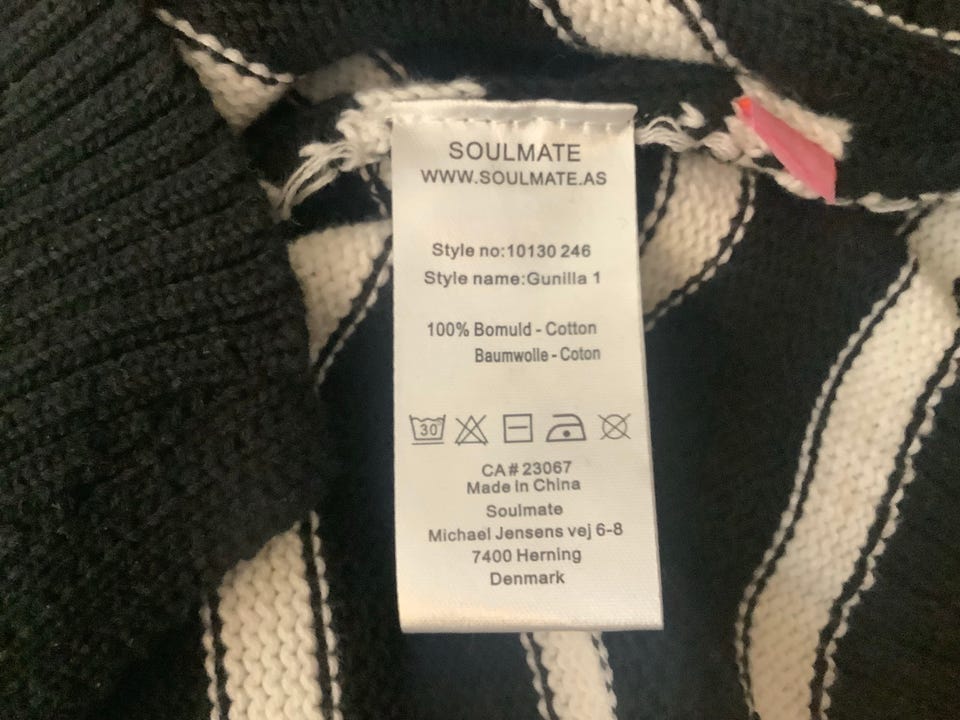 SOULMATE
WWW.SOULMATE.AS
Style no:10130 246
Style name:Gunilla 1
100% Bomuld - Cotton
Baumwolle - Coton
30
CA # 23067
Made in China
Soulmate
Michael Jensens vej 6-8
7400 Herning
Denmark